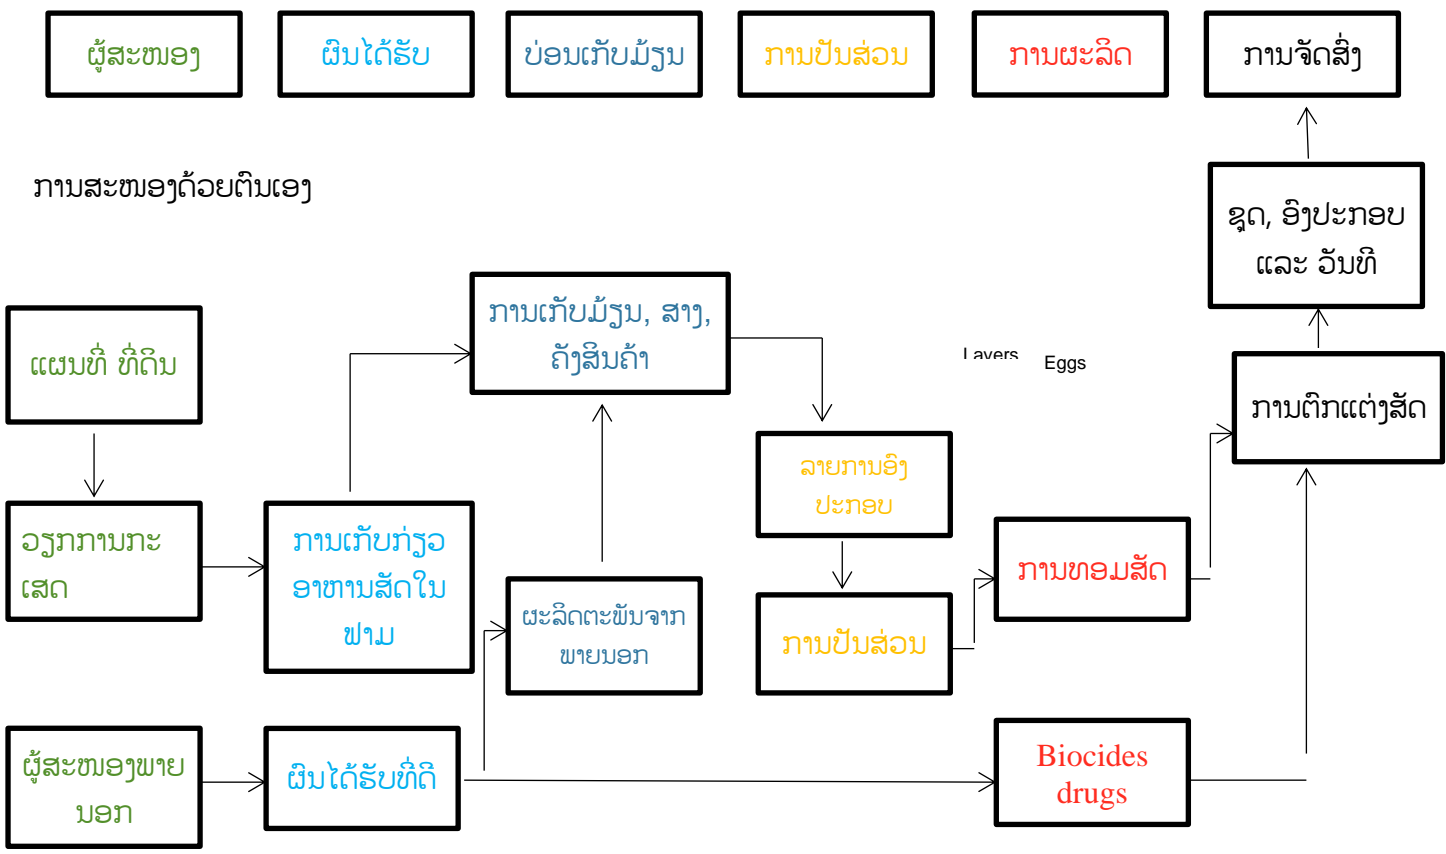 ຜູ້ສະໜອງ
ຜົນໄດ້ຮັບ
ບ່ອນເກັບມ້ຽນ
ການປັນສ່ວນ
ການຜະລິດ
ການຈັດສົ່ງ
ການສະໜອງດ້ວຍຕົນເອງ
ຊຸດ, ອົງປະກອບ
ແລະ ວັນທີ
ການເກັບມ້ຽນ, ສາງ,
ຄັງສິນຄ້າ
ແຜນທີ່ ທີ່ດິນ
Layers
Eggs
ການຕົກແຕ່ງສັດ
ລາຍການອົງ
ປະກອບ
ວຽກການກະ
ເສດ
ການເກັບກ່ຽວ
ອາຫານສັດໃນ
ຟາມ
ການທອມສັດ
ຜະລິດຕະພັນຈາກ
ພາຍນອກ
ການປັນສ່ວນ
ຜູ້ສະໜອງພາຍ
ນອກ
ຜົນໄດ້ຮັບທີ່ດີ
Biocides
drugs